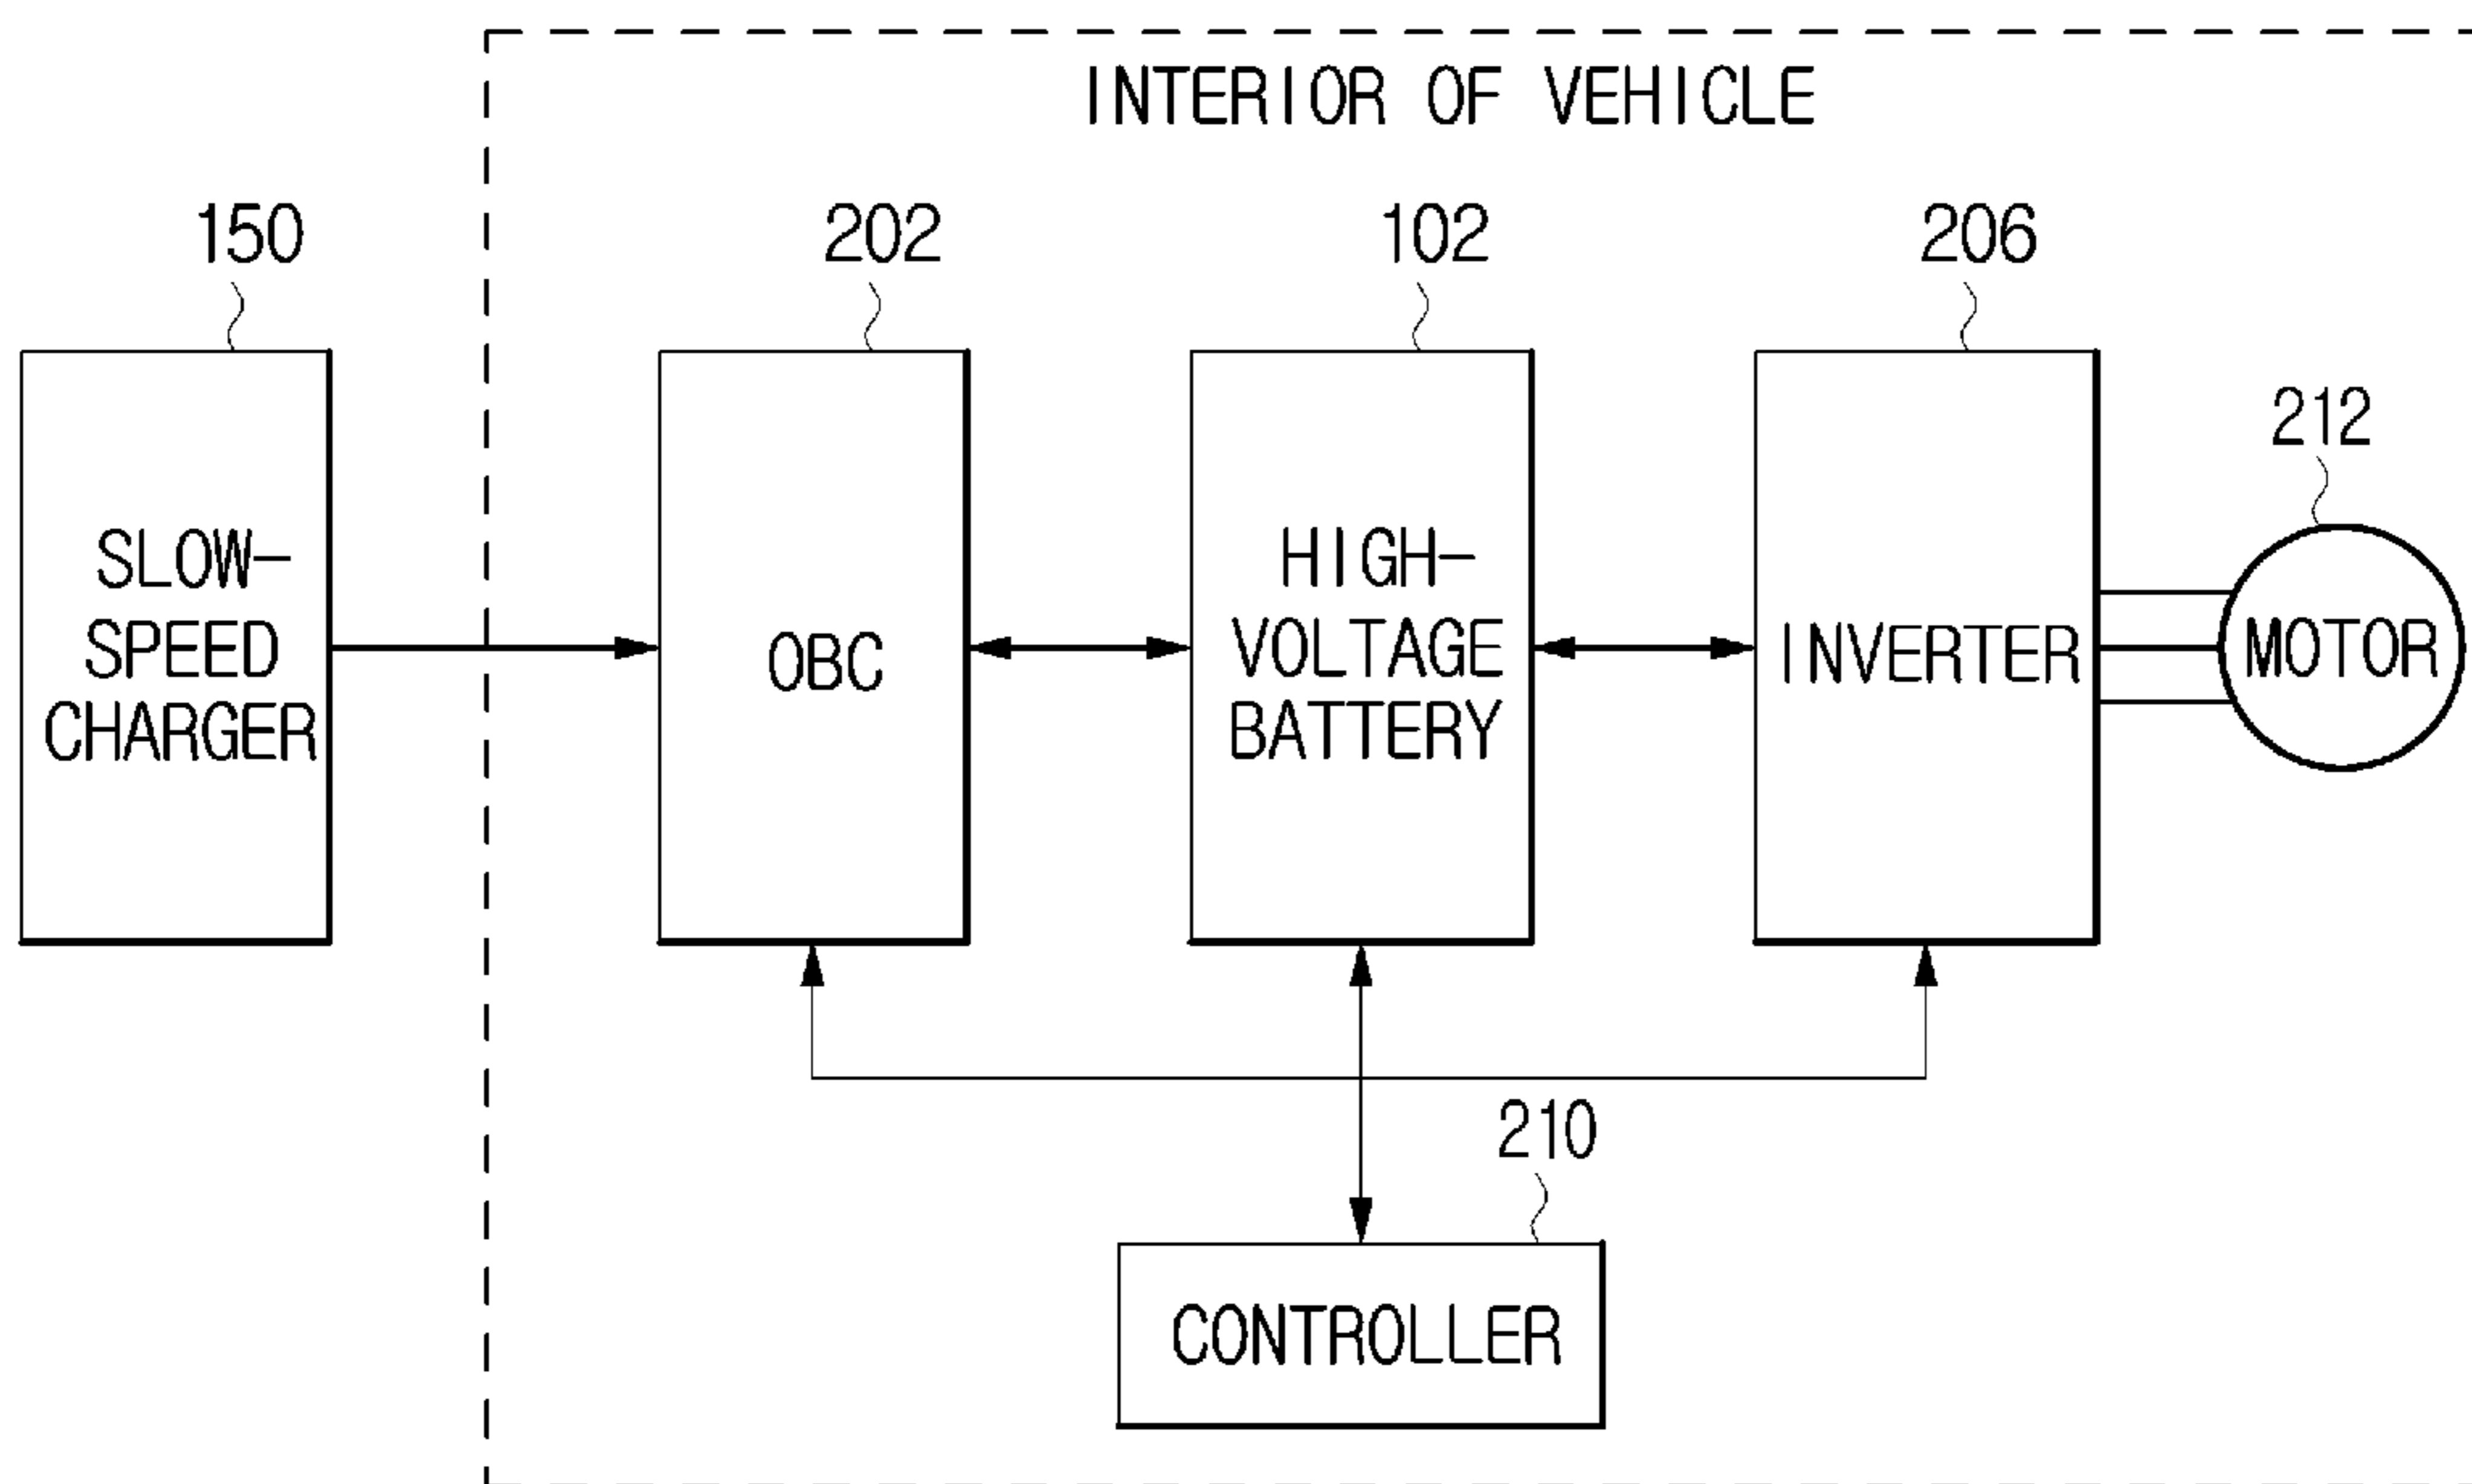 INTERIOR OF VEHICLE
150
202
102
206
212
SLOW-
SPEED
CHARGER
OBC
HIGH-
VOLTAGE
BATTERY
INVERTER
MOTOR
210
CONTROLLER